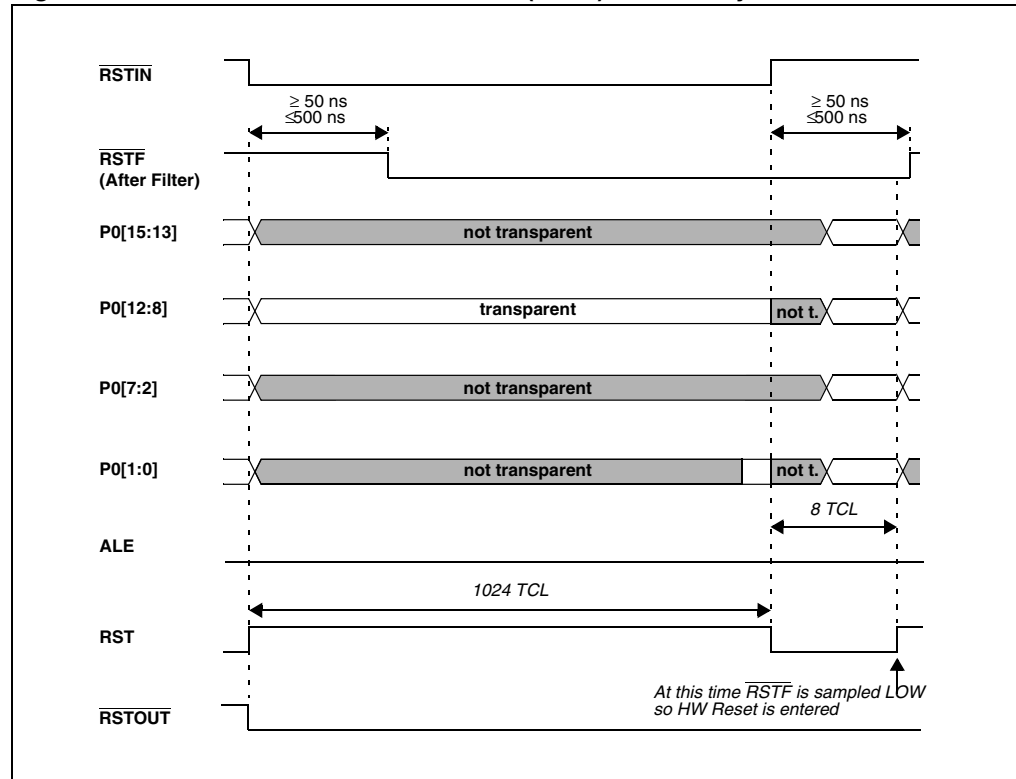 RSTIN
≥ 50 ns
≤500 ns
≥ 50 ns
≤500 ns
RSTF
(After Filter)
P0[15:13]
not transparent
P0[12:8]
transparent
not t.
P0[7:2]
not transparent
P0[1:0]
not transparent
not t.
8 TCL
ALE
1024 TCL
RST
At this time RSTF is sampled LOW
so HW Reset is entered
RSTOUT